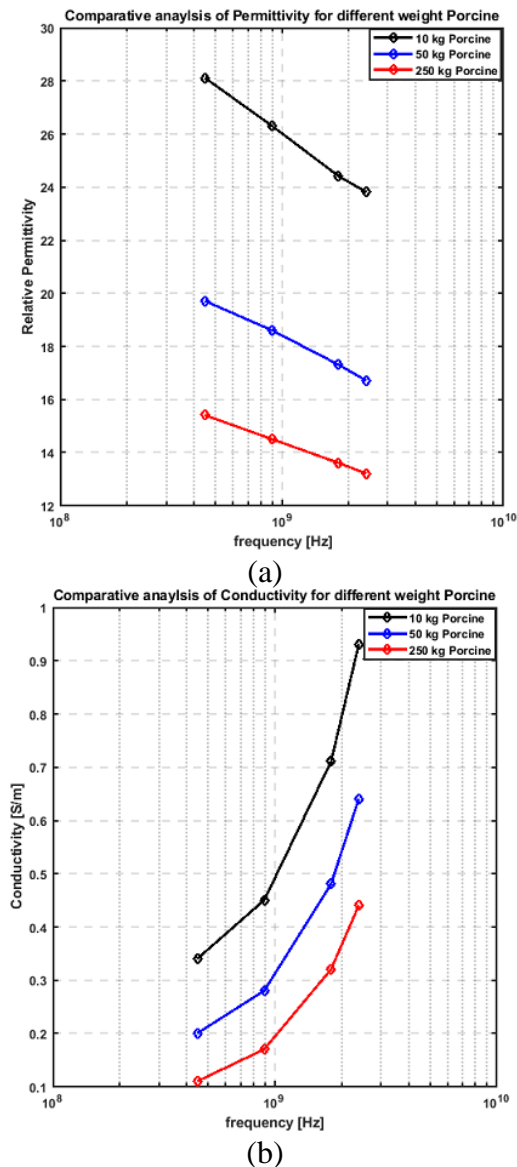 Comparative anaylsis of Permittivity for different weight Porcine
30
28
26
24
22
20
18
16
14
12
Relative Permittivity
10 kg Porcine
50 kg Porcine
250 kg Porcine
10^8
10^9
10^10
frequency [Hz]
(a)
Comparative anaylsis of Conductivity for different weight Porcine
1
0.9
0.8
0.7
0.6
0.5
0.4
0.3
0.2
0.1
Conductivity [S/m]
10 kg Porcine
50 kg Porcine
250 kg Porcine
10^8
10^9
10^10
frequency [Hz]
(b)